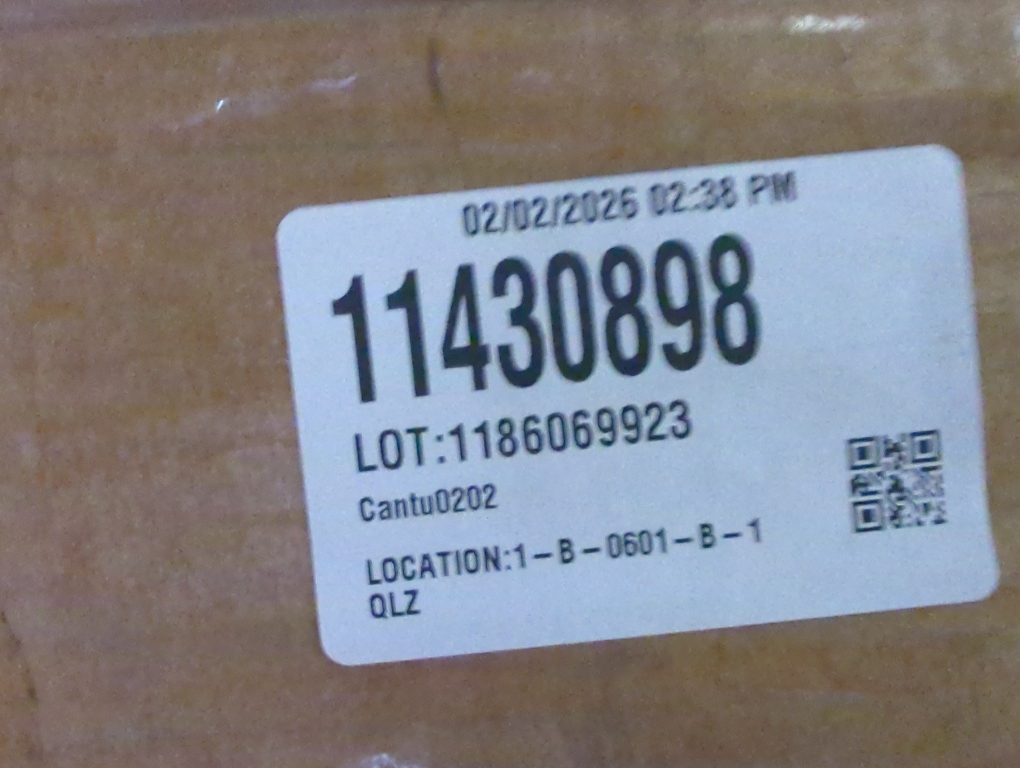 02/02/2026 02:38 PM
11430898
LOT:1186069923
Cantu0202
LOCATION:1-B-0601-B-1
QLZ